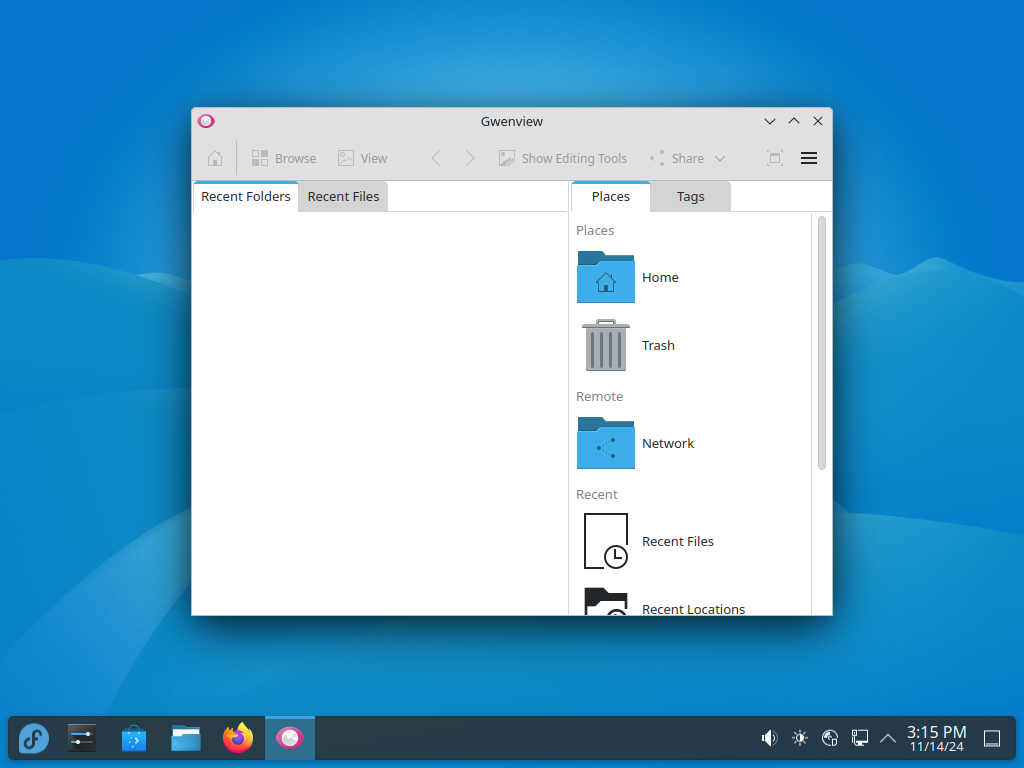 Gwenview
Browse View Show Editing Tools Share
Recent Folders Recent Files
Places Tags
Places
Home
Trash
Remote
Network
Recent
Recent Files
Recent Locations
3:15 PM
11/14/24